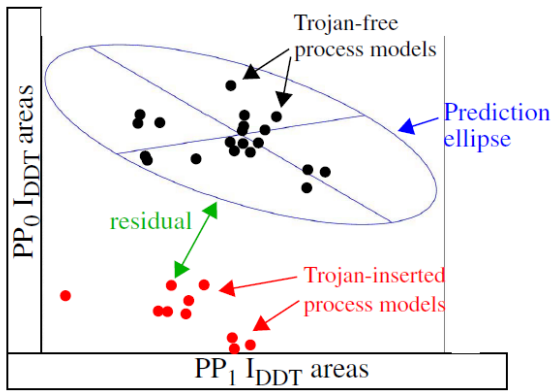 Trojan-free
process models
Prediction
ellipse
PP0 IDDT areas
residual
Trojan-inserted
process models
PP1 IDDT areas